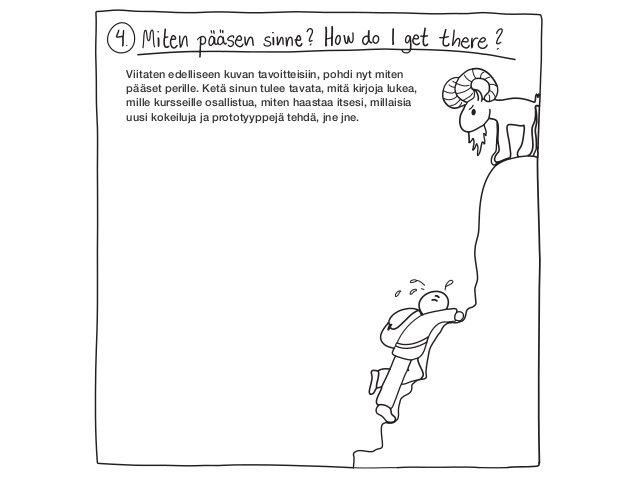 4. Miten pääsen sinne? How do I get there?
Viitaten edelliseen kuvan tavoitteisiin, pohdi nyt miten
pääset perille. Ketä sinun tulee tavata, mitä kirjoja lukea,
mille kursseille osallistua, miten haastaa itsesi, millaisia
uusi kokeiluja ja prototyyppejä tehdä, jne jne.